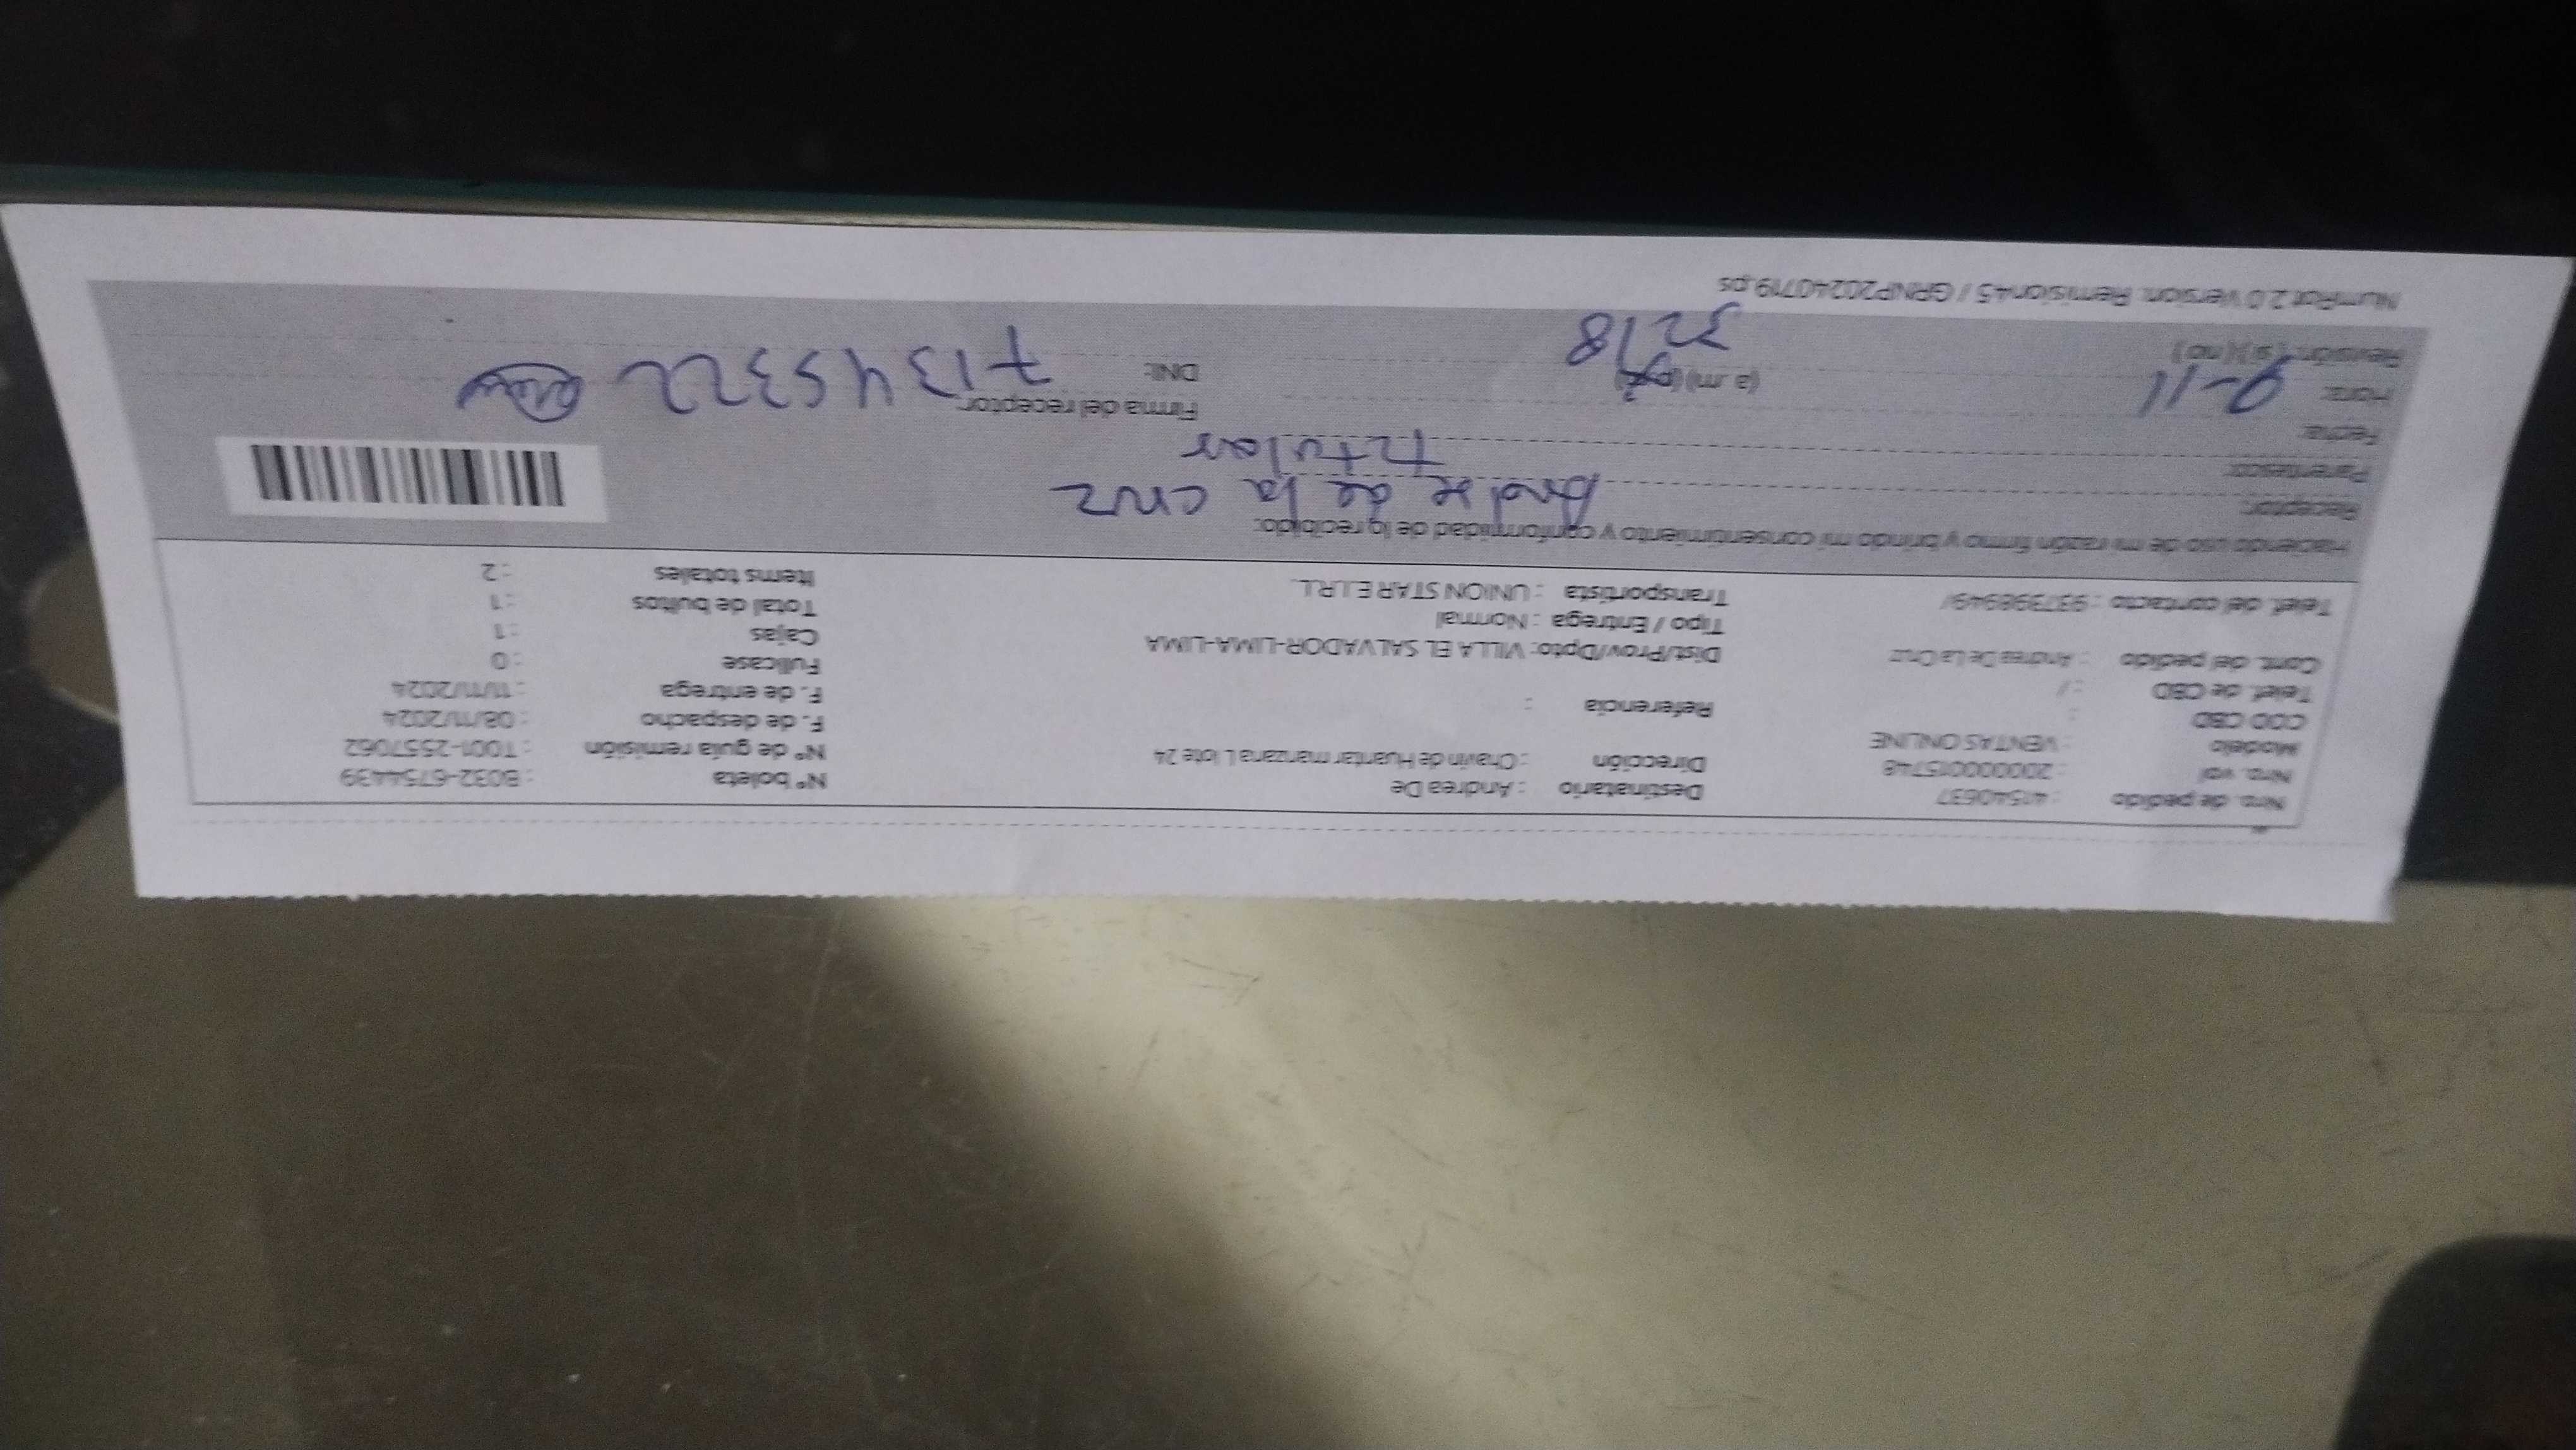 Nro. de pedido : 41540637 Destinatario : Andrea De N° boleta : B032-6754439
Nro. val : 20000015748 Dirección : Chavin de Huantar manzana L lote 24 N° de guía remisión : T001-2557062
Modelo : VENTAS ONLINE F. de despacho : 08/11/2024
COD CBD : Referencia : F. de entrega : 11/11/2024
Telef. de CBD : / Fullcase : 0
Cont. del pedido : Andrea De La Cruz Dist/Prov/Dpto: VILLA EL SALVADOR-LIMA-LIMA Cajas : 1
Telef. del contacto : 937398949/ Tipo / Entrega : Normal Total de bultos : 1
Transportista : UNION STAR E.I.R.L. Items totales : 2
Haciendo uso de mi razón firmo y brindo mi consentimiento y conformidad de lo recibido:
Receptor: de la cruz
Parentesco: titular
Fecha: 9-11
Hora: (a .m) (p Firma del receptor
Revisión: (si) (no) 3218 DNI: 71345322
NumRot 2.0 Version. Remision45 / GRNP20240719.ps